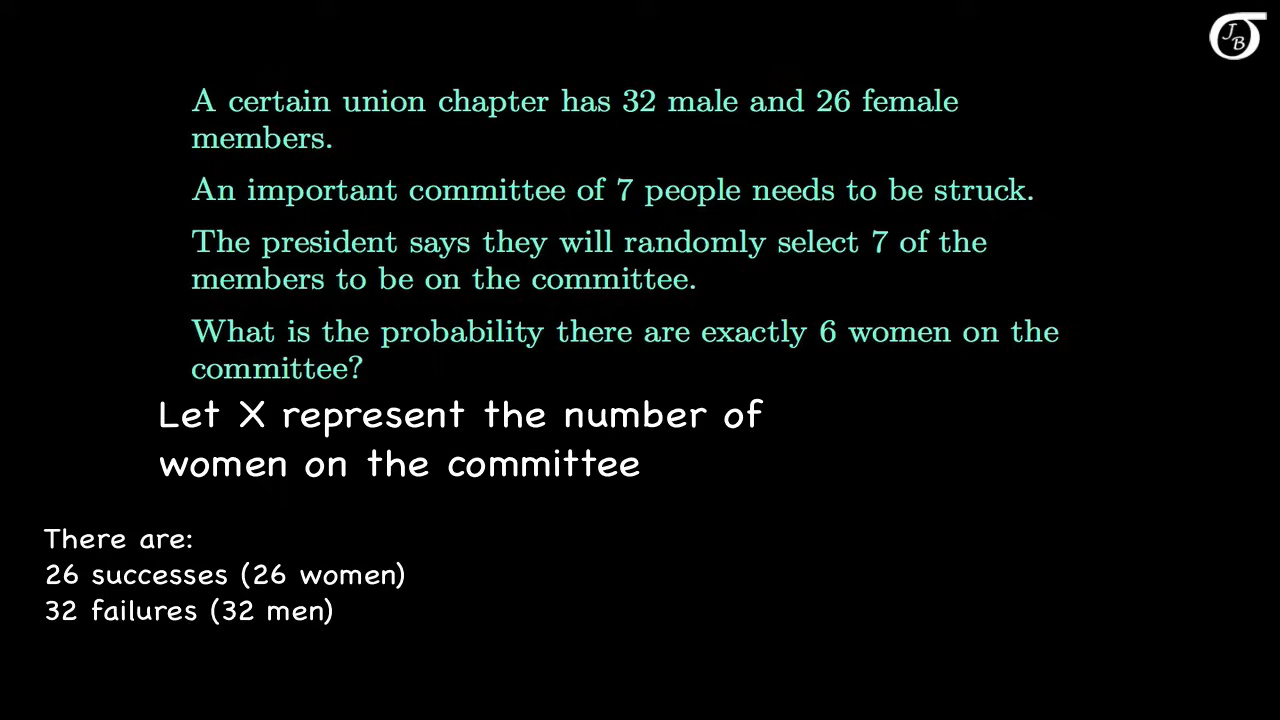 JB
A certain union chapter has 32 male and 26 female
members.
An important committee of 7 people needs to be struck.
The president says they will randomly select 7 of the
members to be on the committee.
What is the probability there are exactly 6 women on the
committee?
Let X represent the number of
women on the committee
There are:
26 successes (26 women)
32 failures (32 men)